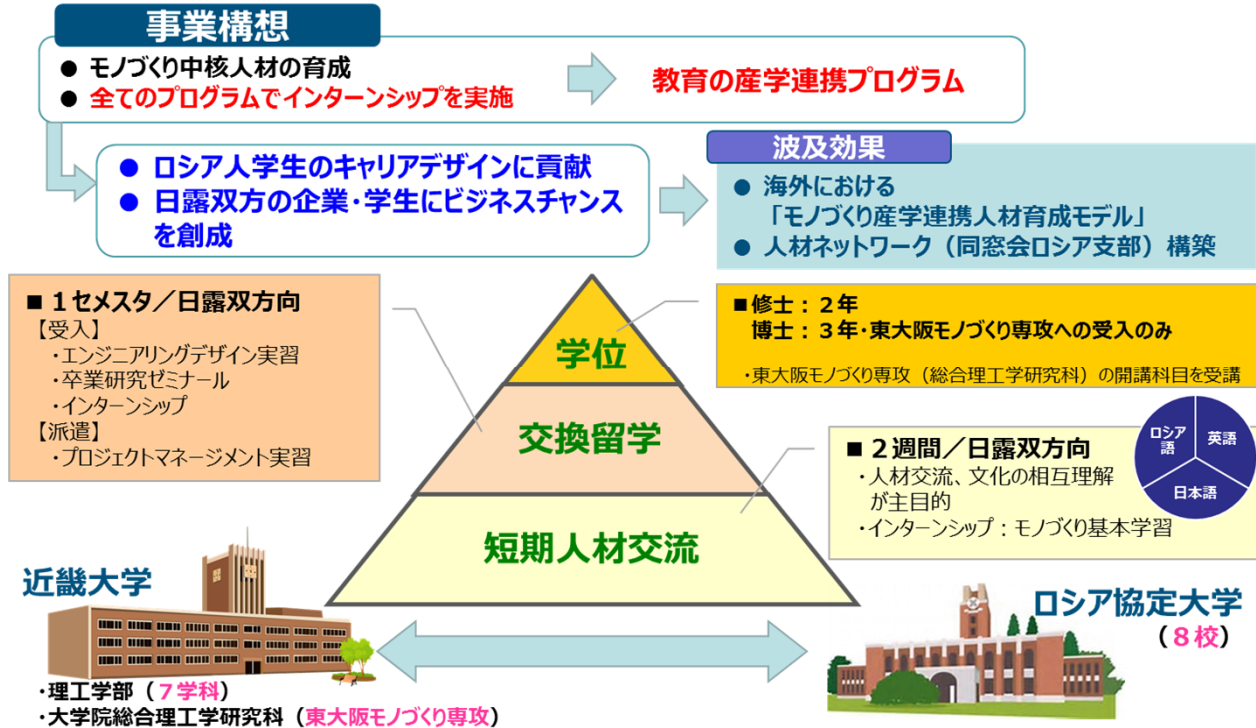 事業構想
● モノづくり中核人材の育成
● 全てのプログラムでインターンシップを実施
教育の産学連携プログラム
● ロシア人学生のキャリアデザインに貢献
● 日露双方の企業・学生にビジネスチャンス
を創成
波及効果
● 海外における
「モノづくり産学連携人材育成モデル」
● 人材ネットワーク（同窓会ロシア支部）構築
■ 1セメスタ／日露双方向
【受入】
・エンジニアリングデザイン実習
・卒業研究ゼミナール
・インターンシップ
【派遣】
・プロジェクトマネージメント実習
学位
交換留学
短期人材交流
■修士：２年
博士：３年・東大阪モノづくり専攻への受入のみ
・東大阪モノづくり専攻（総合理工学研究科）の開講科目を受講
■ ２週間／日露双方向
・人材交流、文化の相互理解
が主目的
・インターンシップ：モノづくり基本学習
ロシア
語
英語
日本語
近畿大学
・理工学部（７学科）
・大学院総合理工学研究科（東大阪モノづくり専攻）
ロシア協定大学
（８校）